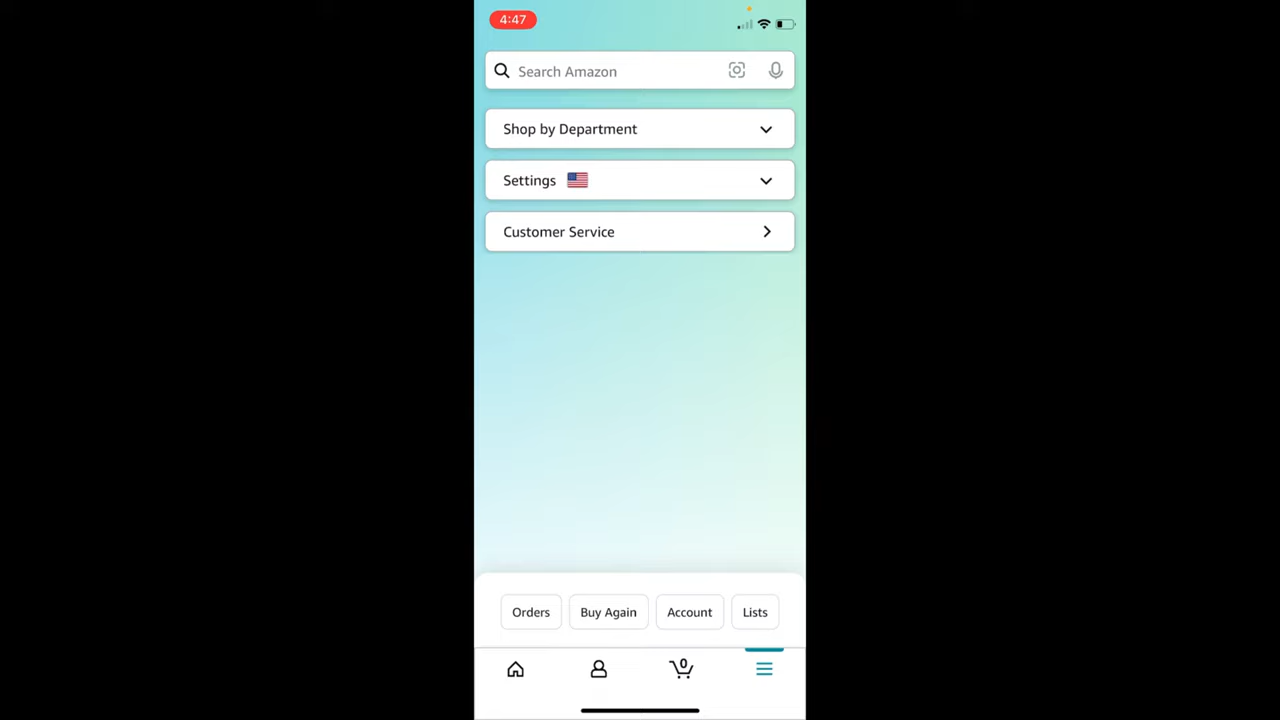 4:47
Search Amazon
Shop by Department
Settings
Customer Service
Orders
Buy Again
Account
Lists
0